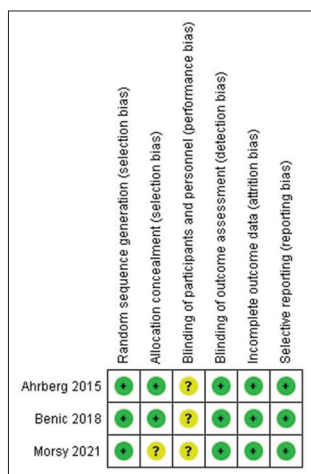 Random sequence generation (selection bias)
Allocation concealment (selection bias)
Blinding of participants and personnel (performance bias)
Blinding of outcome assessment (detection bias)
Incomplete outcome data (attrition bias)
Selective reporting (reporting bias)
Ahrberg 2015 + + ? + + +
Benic 2018 + + ? + + +
Morsy 2021 + ? ? + + +